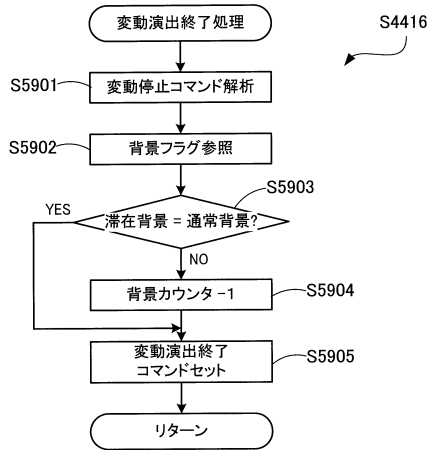 変動演出終了処理
S4416
S5901
変動停止コマンド解析
S5902
背景フラグ参照
S5903
YES
滞在背景 = 通常背景?
NO
背景カウンタ -1
S5904
変動演出終了
コマンドセット
S5905
リターン